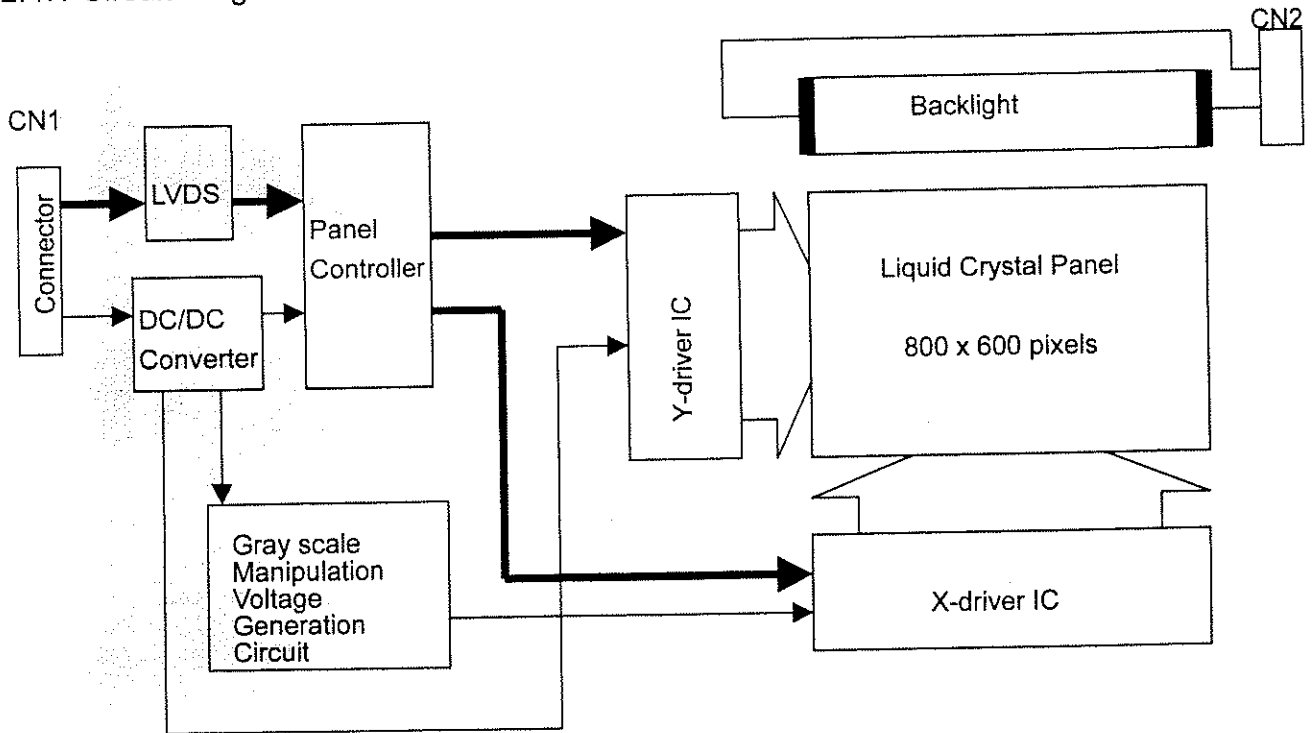 CN2
Backlight
CN1
Connector
LVDS
Panel
Controller
DC/DC
Converter
Y-driver IC
Liquid Crystal Panel
800 x 600 pixels
Gray scale
Manipulation
Voltage
Generation
Circuit
X-driver IC